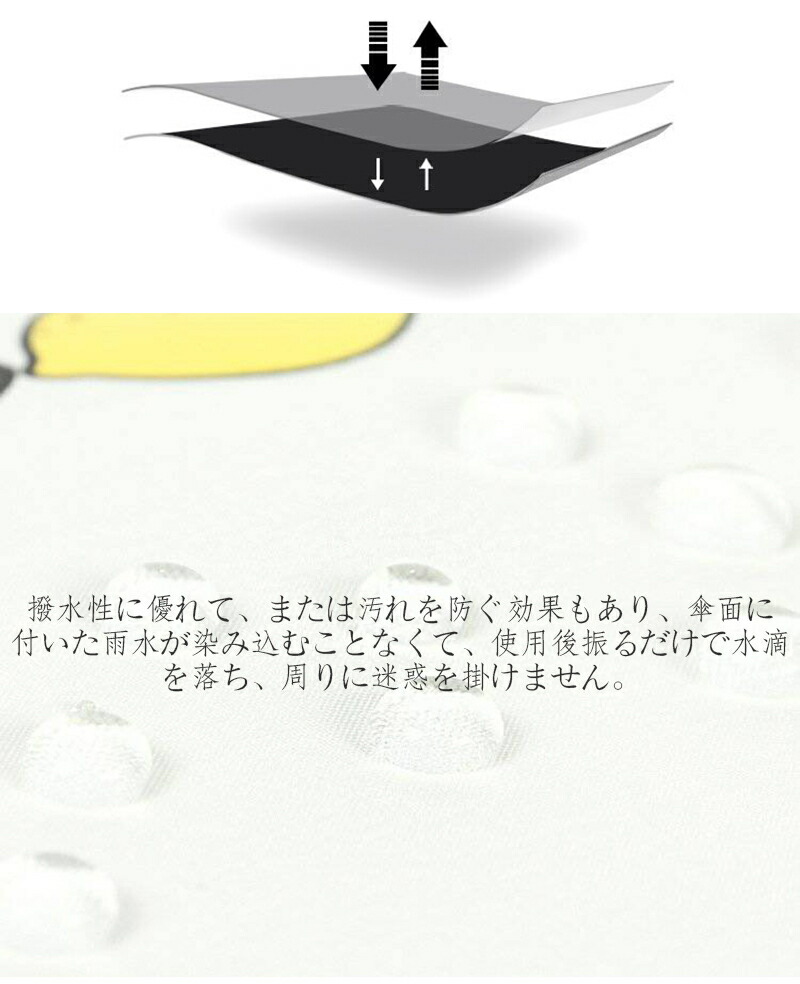 撥水性に優れて、または汚れを防ぐ効果もあり、傘面に
付いた雨水が染み込むことなくて、使用後振るだけで水滴
を落ち、周りに迷惑を掛けません。